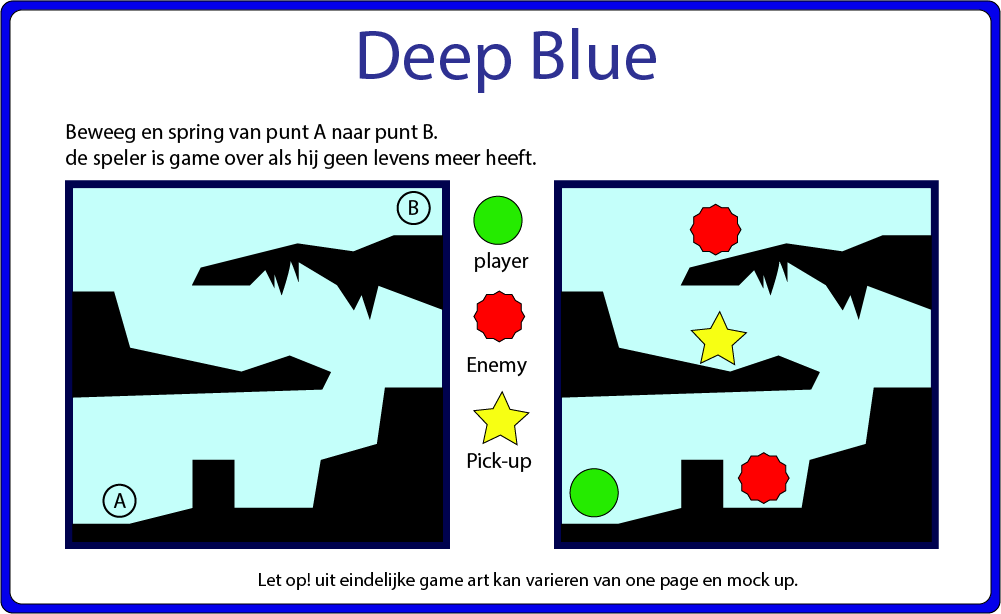 Deep Blue
Beweeg en spring van punt A naar punt B.
de speler is game over als hij geen levens meer heeft.
B
A
player
Enemy
Pick-up
Let op! uit eindelijke game art kan varieren van one page en mock up.